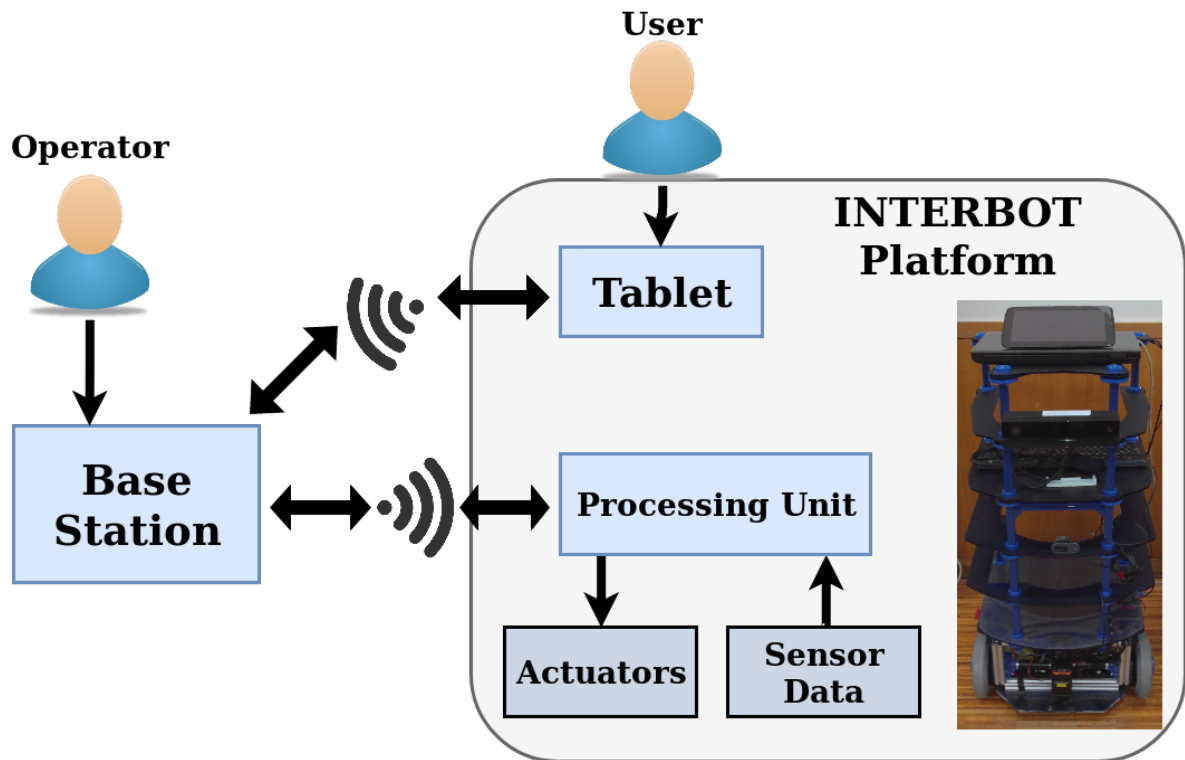 User
Operator
INTERBOT
Platform
Tablet
Base
Station
Processing Unit
Actuators
Sensor
Data